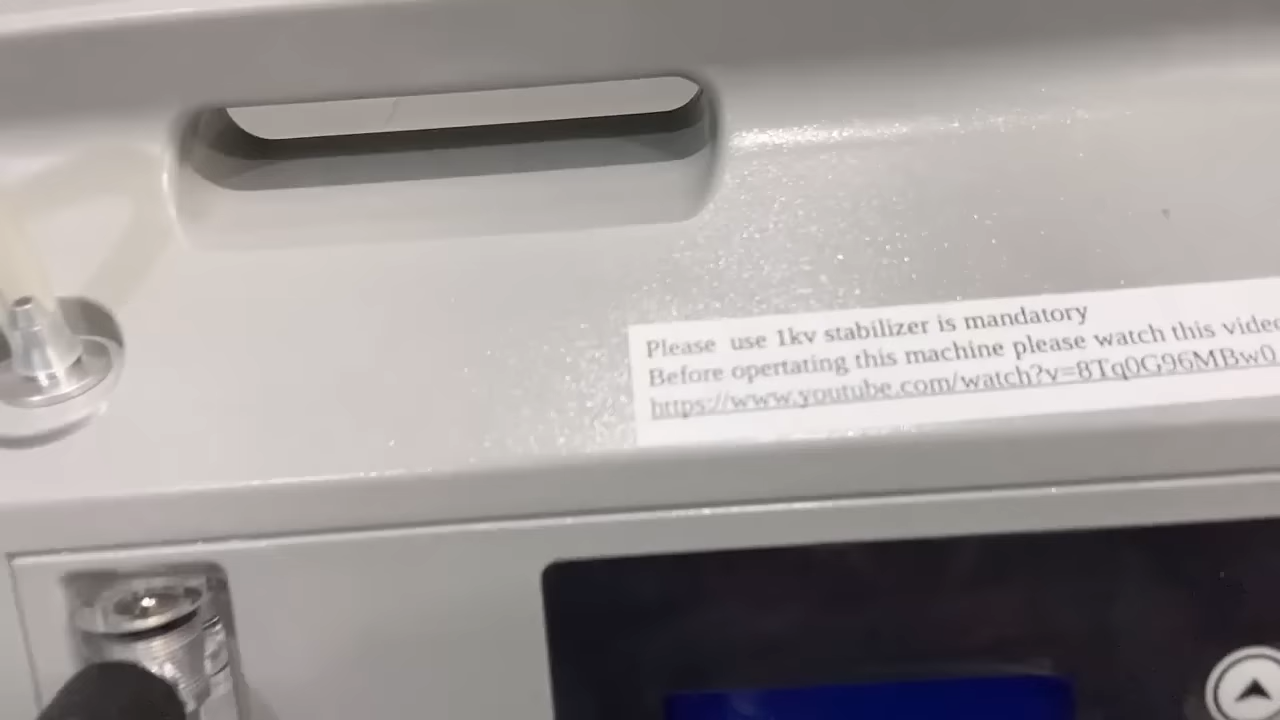 Please use 1kv stabilizer is mandatory
Before opertating this machine please watch this video
https://www.youtube.com/watch?v=8Tq0G96MBw0